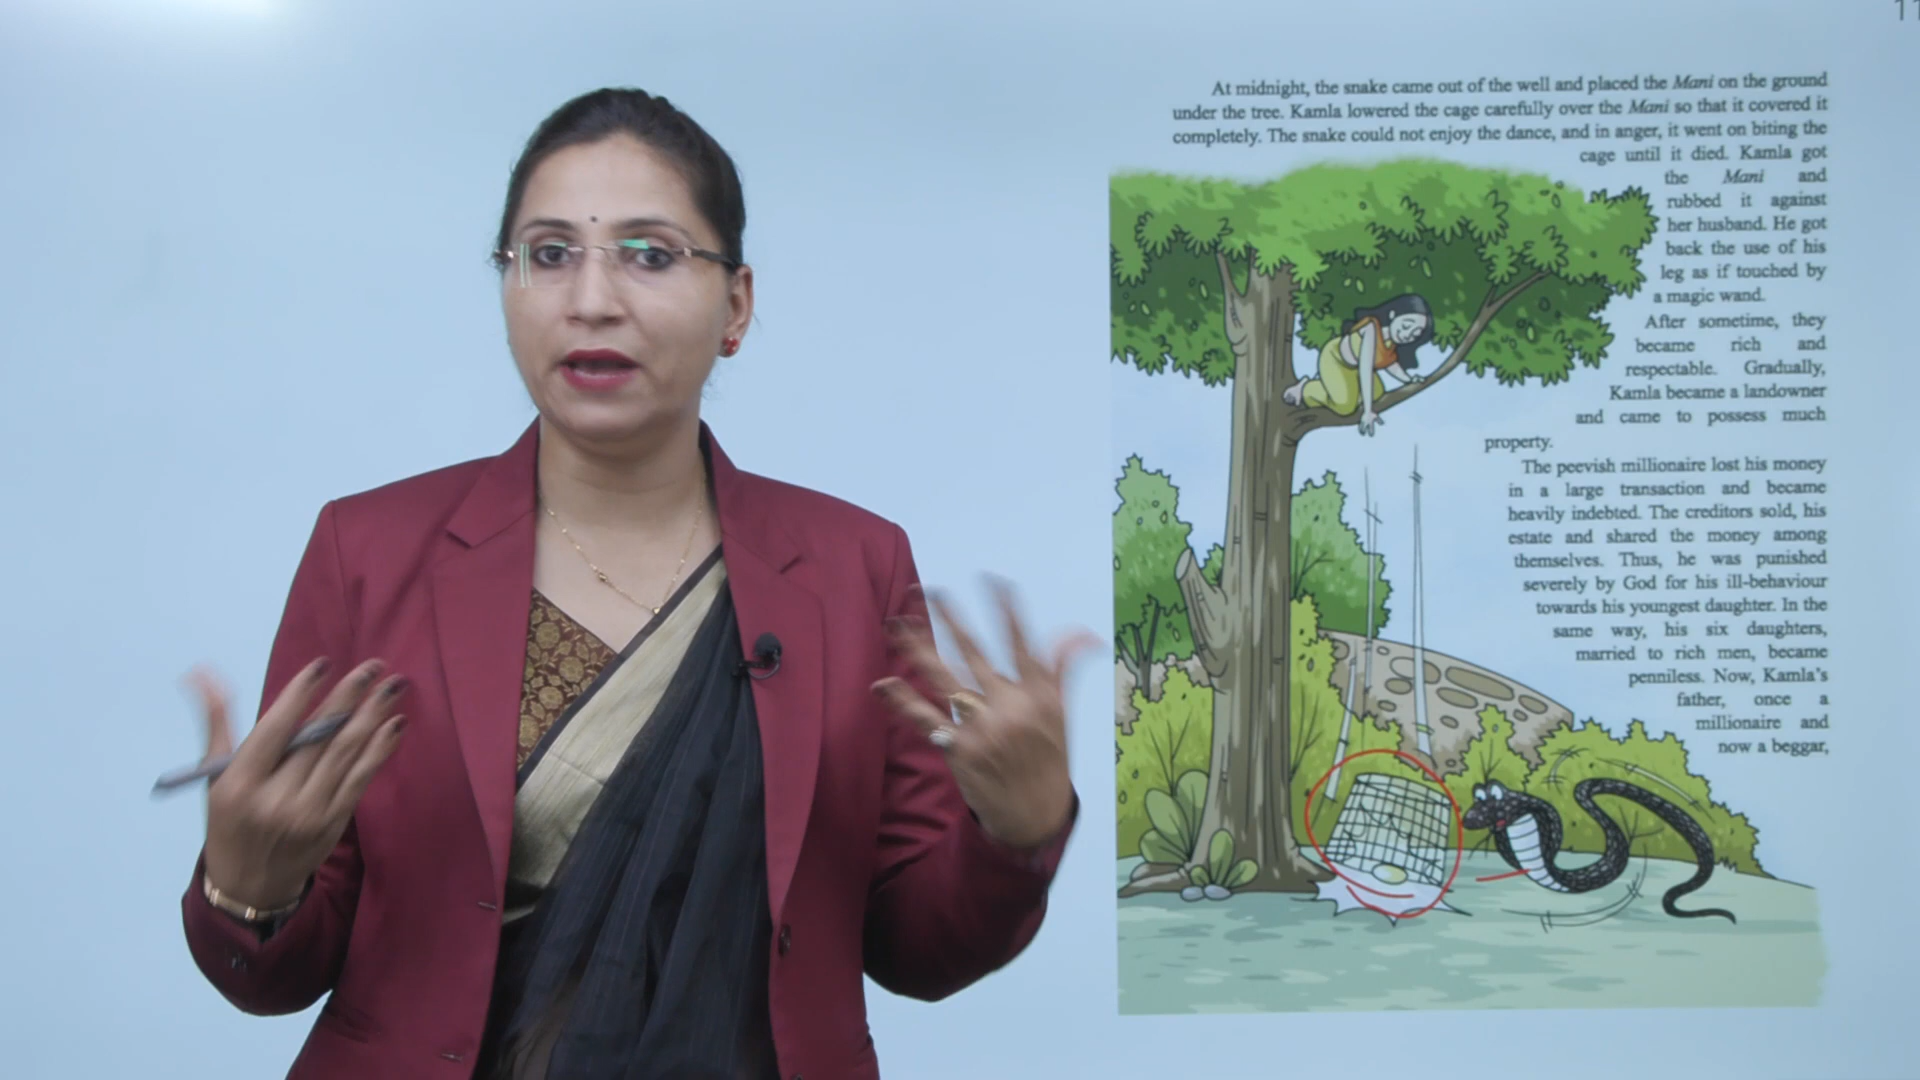 11
At midnight, the snake came out of the well and placed the Mani on the ground
under the tree. Kamla lowered the cage carefully over the Mani so that it covered it
completely. The snake could not enjoy the dance, and in anger, it went on biting the
cage until it died. Kamla got
the Mani and
rubbed it against
her husband. He got
back the use of his
leg as if touched by
a magic wand.
After sometime, they
became rich and
respectable. Gradually,
Kamla became a landowner
and came to possess much
property.
The peevish millionaire lost his money
in a large transaction and became
heavily indebted. The creditors sold, his
estate and shared the money among
themselves. Thus, he was punished
severely by God for his ill-behaviour
towards his youngest daughter. In the
same way, his six daughters,
married to rich men, became
penniless. Now, Kamla's
father, once a
millionaire and
now a beggar,